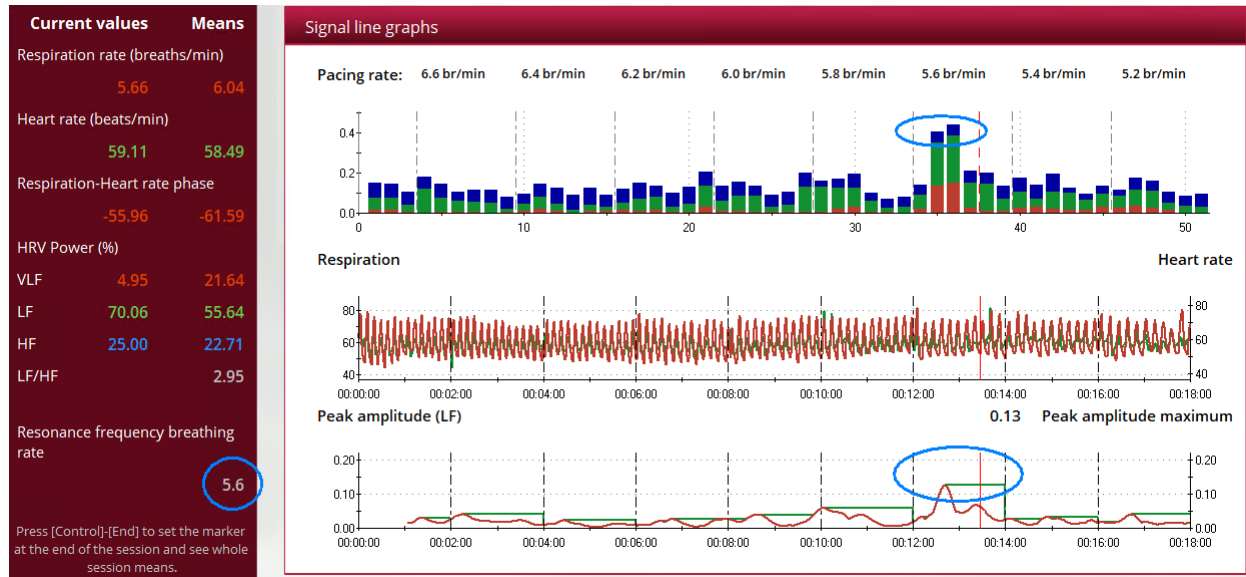 Current values Means
Respiration rate (breaths/min)
5.66 6.04
Heart rate (beats/min)
59.11 58.49
Respiration-Heart rate phase
-55.96 -61.59
HRV Power (%)
VLF 4.95 21.64
LF 70.06 55.64
HF 25.00 22.71
LF/HF 2.95
Resonance frequency breathing
rate
5.6
Press [Control]-[End] to set the marker
at the end of the session and see whole
session means.
Signal line graphs
Pacing rate: 6.6 br/min 6.4 br/min 6.2 br/min 6.0 br/min 5.8 br/min 5.6 br/min 5.4 br/min 5.2 br/min
0.4
0.2
0.0
0 10 20 30 40 50
Respiration Heart rate
80 80
60 60
40 40
00:00:00 00:02:00 00:04:00 00:06:00 00:08:00 00:10:00 00:12:00 00:14:00 00:16:00 00:18:00
Peak amplitude (LF) 0.13 Peak amplitude maximum
0.20 0.20
0.10 0.10
0.00 0.00
00:00:00 00:02:00 00:04:00 00:06:00 00:08:00 00:10:00 00:12:00 00:14:00 00:16:00 00:18:00